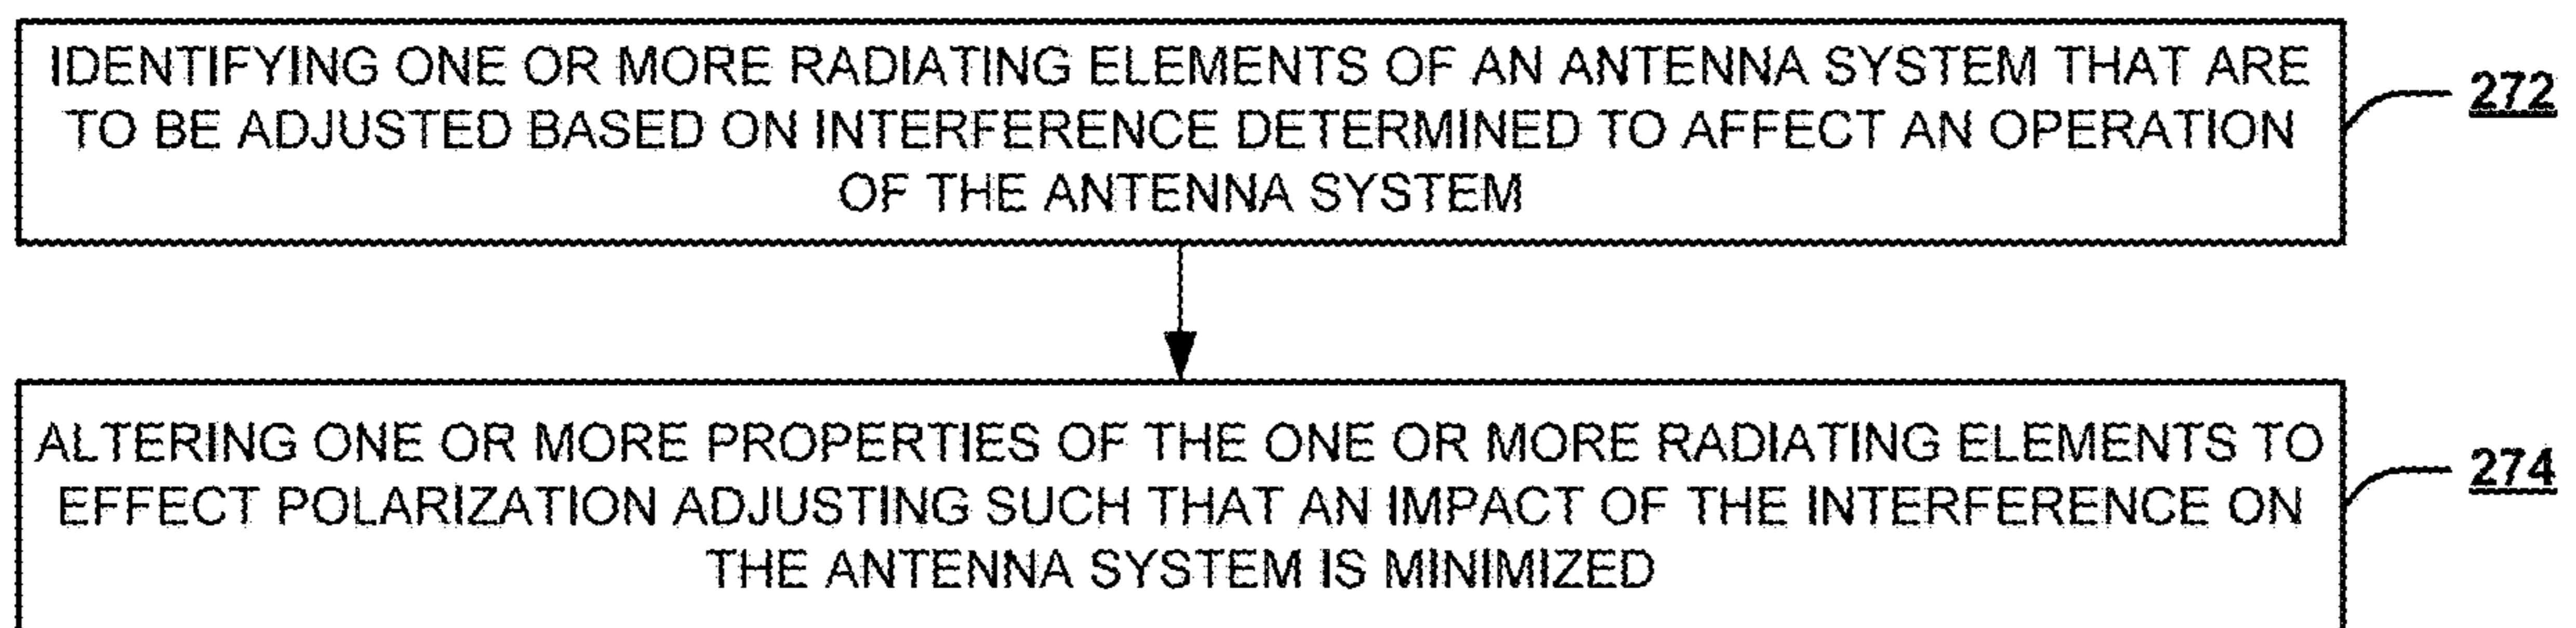 IDENTIFYING ONE OR MORE RADIATING ELEMENTS OF AN ANTENNA SYSTEM THAT ARE
TO BE ADJUSTED BASED ON INTERFERENCE DETERMINED TO AFFECT AN OPERATION
OF THE ANTENNA SYSTEM
272
ALTERING ONE OR MORE PROPERTIES OF THE ONE OR MORE RADIATING ELEMENTS TO
EFFECT POLARIZATION ADJUSTING SUCH THAT AN IMPACT OF THE INTERFERENCE ON
THE ANTENNA SYSTEM IS MINIMIZED
274